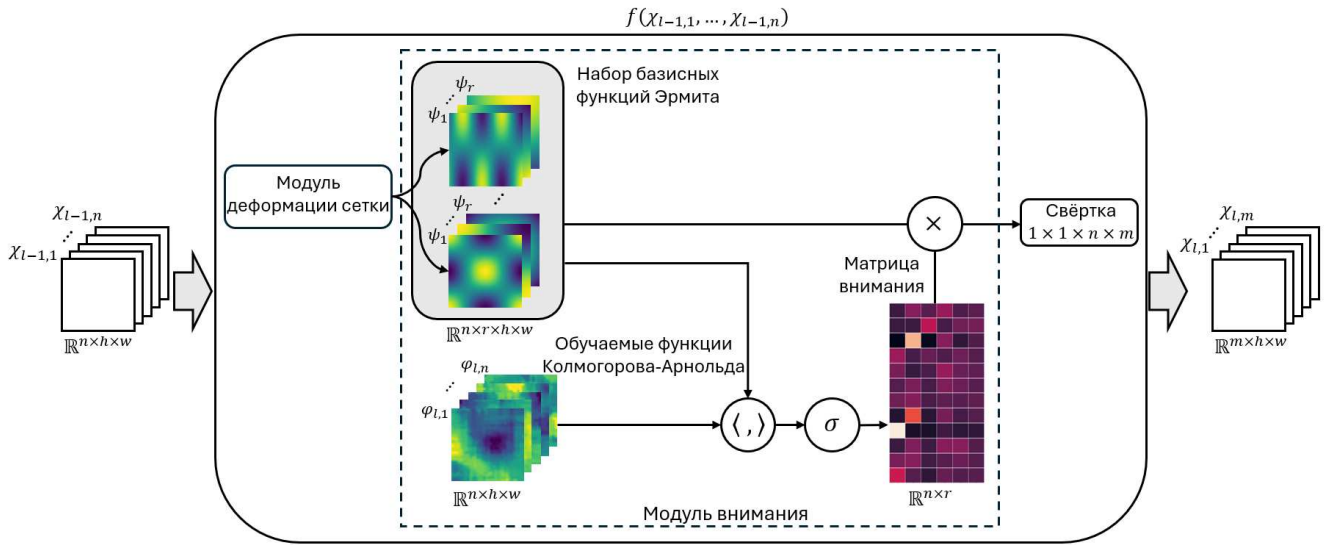 f(χ_{l−1,1}, …, χ_{l−1,n})
Набор базисных
функций Эрмита
ψ_r
ψ_1
Модуль
деформации сетки
ψ_r
ψ_1
χ_{l−1,n}
χ_{l−1,1}
ℝ^{n×h×w}
ℝ^{n×r×h×w}
×
Свёртка
1 × 1 × n × m
χ_{l,m}
χ_{l,1}
ℝ^{m×h×w}
Матрица
внимания
Обучаемые функции
Колмогорова-Арнольда
φ_{l,n}
φ_{l,1}
⟨ , ⟩
σ
ℝ^{n×h×w}
ℝ^{n×r}
Модуль внимания